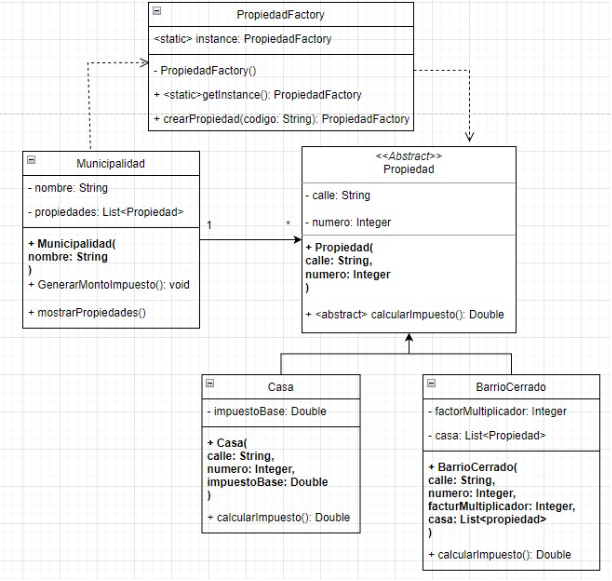 PropiedadFactory
<static> instance: PropiedadFactory
- PropiedadFactory()
+ <static>getInstance(): PropiedadFactory
+ crearPropiedad(codigo: String): PropiedadFactory
Municipalidad
- nombre: String
- propiedades: List<Propiedad>
+ Municipalidad(
nombre: String
)
+ GenerarMontoImpuesto(): void
+ mostrarPropiedades()
1
*
<<Abstract>>
Propiedad
- calle: String
- numero: Integer
+ Propiedad(
calle: String,
numero: Integer
)
+ <abstract> calcularImpuesto(): Double
Casa
- impuestoBase: Double
+ Casa(
calle: String,
numero: Integer,
impuestoBase: Double
)
+ calcularImpuesto(): Double
BarrioCerrado
- factorMultiplicador: Integer
- casa: List<Propiedad>
+ BarrioCerrado(
calle: String,
numero: Integer,
facturMultiplicador: Integer,
casa: List<propiedad>
)
+ calcularImpuesto(): Double